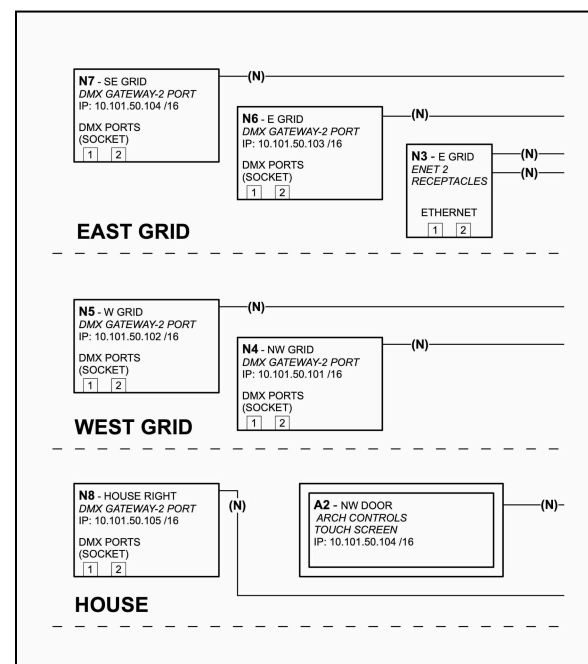 N7 - SE GRID
DMX GATEWAY-2 PORT
IP: 10.101.50.104 /16
DMX PORTS
(SOCKET)
1 2
(N)
N6 - E GRID
DMX GATEWAY-2 PORT
IP: 10.101.50.103 /16
DMX PORTS
(SOCKET)
1 2
(N)
N3 - E GRID
ENET 2
RECEPTACLES
ETHERNET
1 2
(N)
(N)
EAST GRID
N5 - W GRID
DMX GATEWAY-2 PORT
IP: 10.101.50.102 /16
DMX PORTS
(SOCKET)
1 2
(N)
N4 - NW GRID
DMX GATEWAY-2 PORT
IP: 10.101.50.101 /16
DMX PORTS
(SOCKET)
1 2
(N)
WEST GRID
N8 - HOUSE RIGHT
DMX GATEWAY-2 PORT
IP: 10.101.50.105 /16
DMX PORTS
(SOCKET)
1 2
(N)
A2 - NW DOOR
ARCH CONTROLS
TOUCH SCREEN
IP: 10.101.50.104 /16
(N)
HOUSE